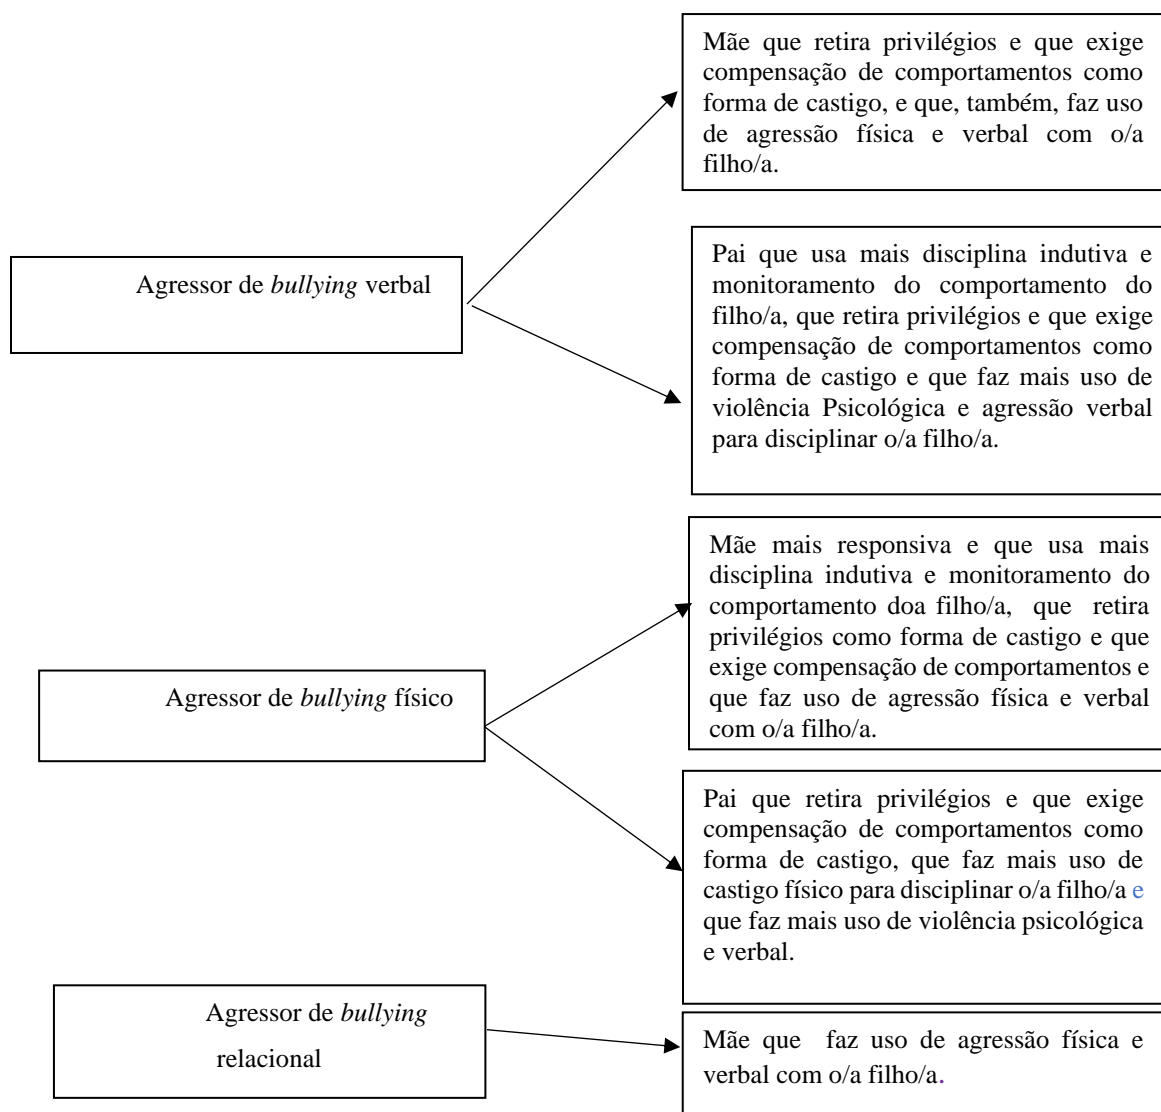 Mãe que retira privilégios e que exige
compensação de comportamentos como
forma de castigo, e que, também, faz uso
de agressão física e verbal com o/a
filho/a.
Agressor de bullying verbal
Pai que usa mais disciplina indutiva e
monitoramento do comportamento do
filho/a, que retira privilégios e que exige
compensação de comportamentos como
forma de castigo e que faz mais uso de
violência Psicológica e agressão verbal
para disciplinar o/a filho/a.
Agressor de bullying físico
Mãe mais responsiva e que usa mais
disciplina indutiva e monitoramento do
comportamento doa filho/a, que retira
privilégios como forma de castigo e que
exige compensação de comportamentos e
que faz uso de agressão física e verbal
com o/a filho/a.
Pai que retira privilégios e que exige
compensação de comportamentos como
forma de castigo, que faz mais uso de
castigo físico para disciplinar o/a filho/a e
que faz mais uso de violência psicológica
e verbal.
Agressor de bullying
relacional
Mãe que faz uso de agressão física e
verbal com o/a filho/a.